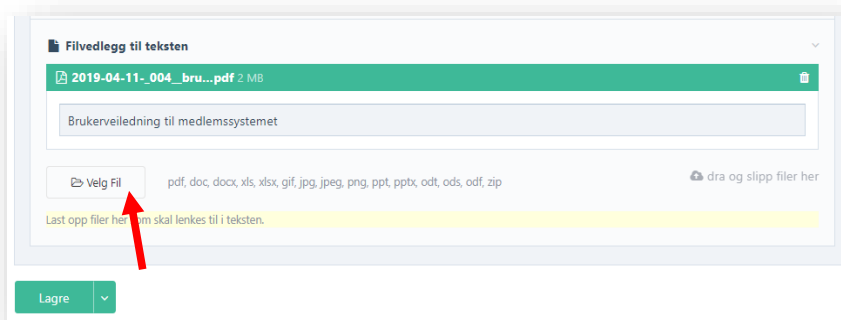 Filvedlegg til teksten
2019-04-11-_004__bru...pdf 2 MB
Brukerveiledning til medlemssystemet
Velg Fil pdf, doc, docx, xls, xlsx, gif, jpg, jpeg, png, ppt, pptx, odt, ods, odf, zip dra og slipp filer her
Last opp filer her som skal lenkes til i teksten.
Lagre